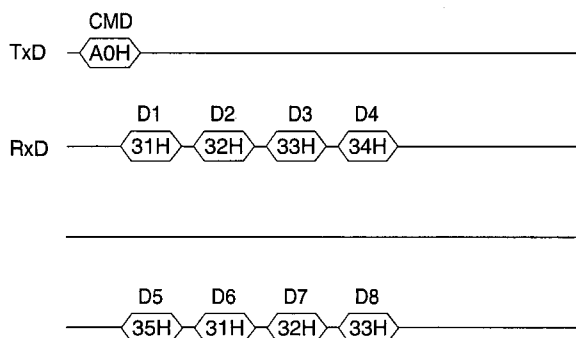 CMD
TxD A0H
D1 D2 D3 D4
RxD 31H 32H 33H 34H
D5 D6 D7 D8
35H 31H 32H 33H